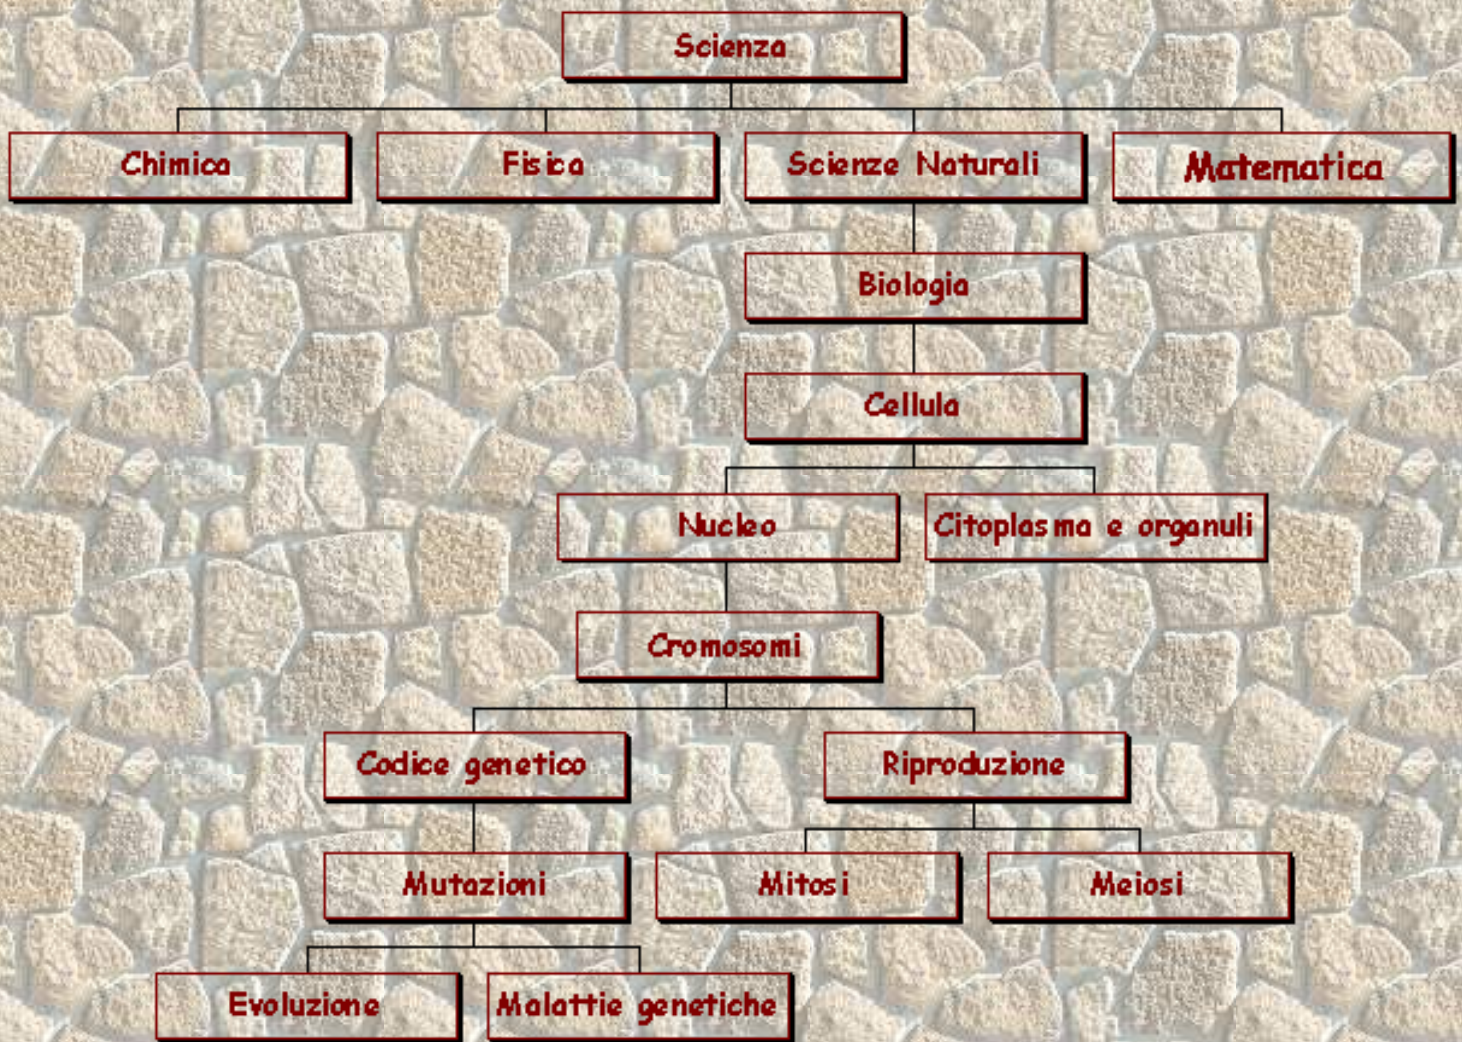 Scienza
Chimica
Fisica
Scienze Naturali
Matematica
Biologia
Cellula
Nucleo
Citoplasma e organuli
Cromosomi
Codice genetico
Riproduzione
Mutazioni
Mitosi
Meiosi
Evoluzione
Malattie genetiche